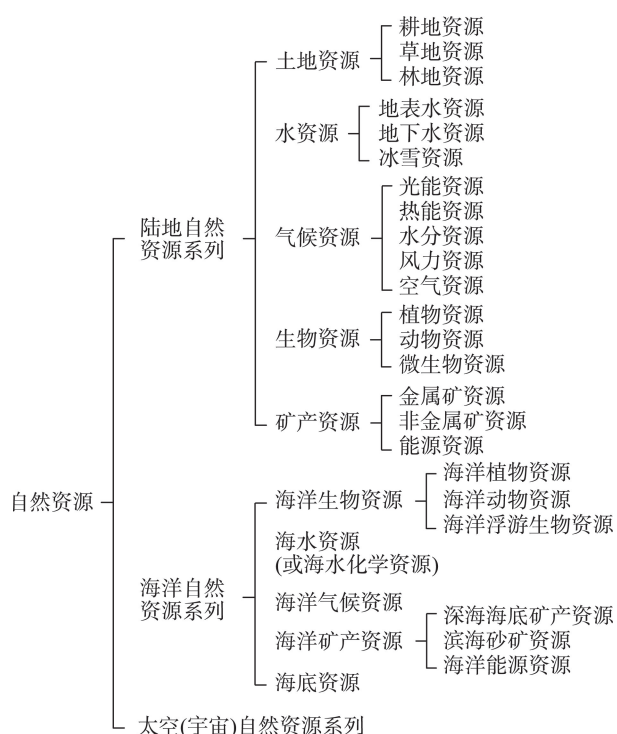 自然资源
陆地自然
资源系列
土地资源
耕地资源
草地资源
林地资源
水资源
地表水资源
地下水资源
冰雪资源
气候资源
光能资源
热能资源
水分资源
风力资源
空气资源
生物资源
植物资源
动物资源
微生物资源
矿产资源
金属矿资源
非金属矿资源
能源资源
海洋自然
资源系列
海洋生物资源
海洋植物资源
海洋动物资源
海洋浮游生物资源
海水资源
(或海水化学资源)
海洋气候资源
海洋矿产资源
深海海底矿产资源
滨海砂矿资源
海洋能源资源
海底资源
太空(宇宙)自然资源系列